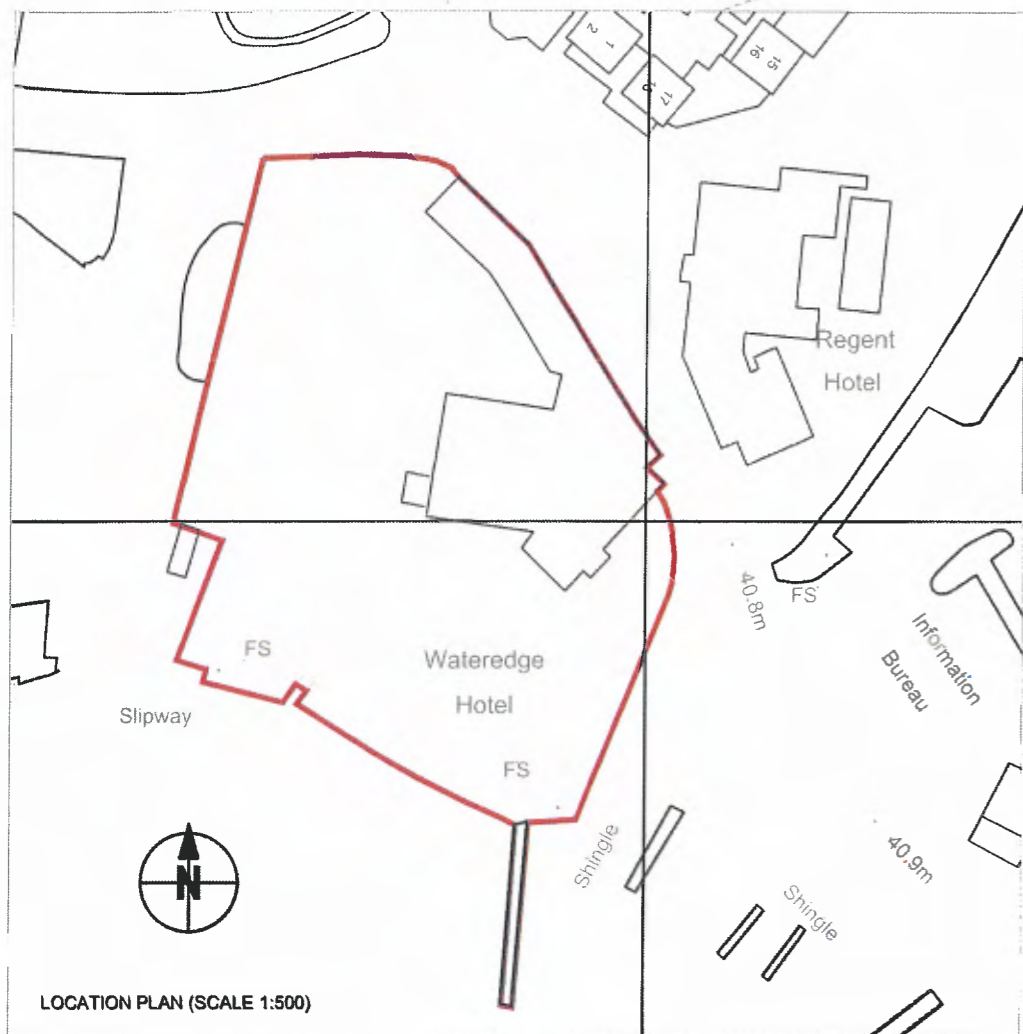 2
1
16
15
18
17
Regent
Hotel
40.8m
FS
Information
Bureau
FS
Wateredge
Hotel
Slipway
FS
Shingle
40.9m
Shingle
N
LOCATION PLAN (SCALE 1:500)